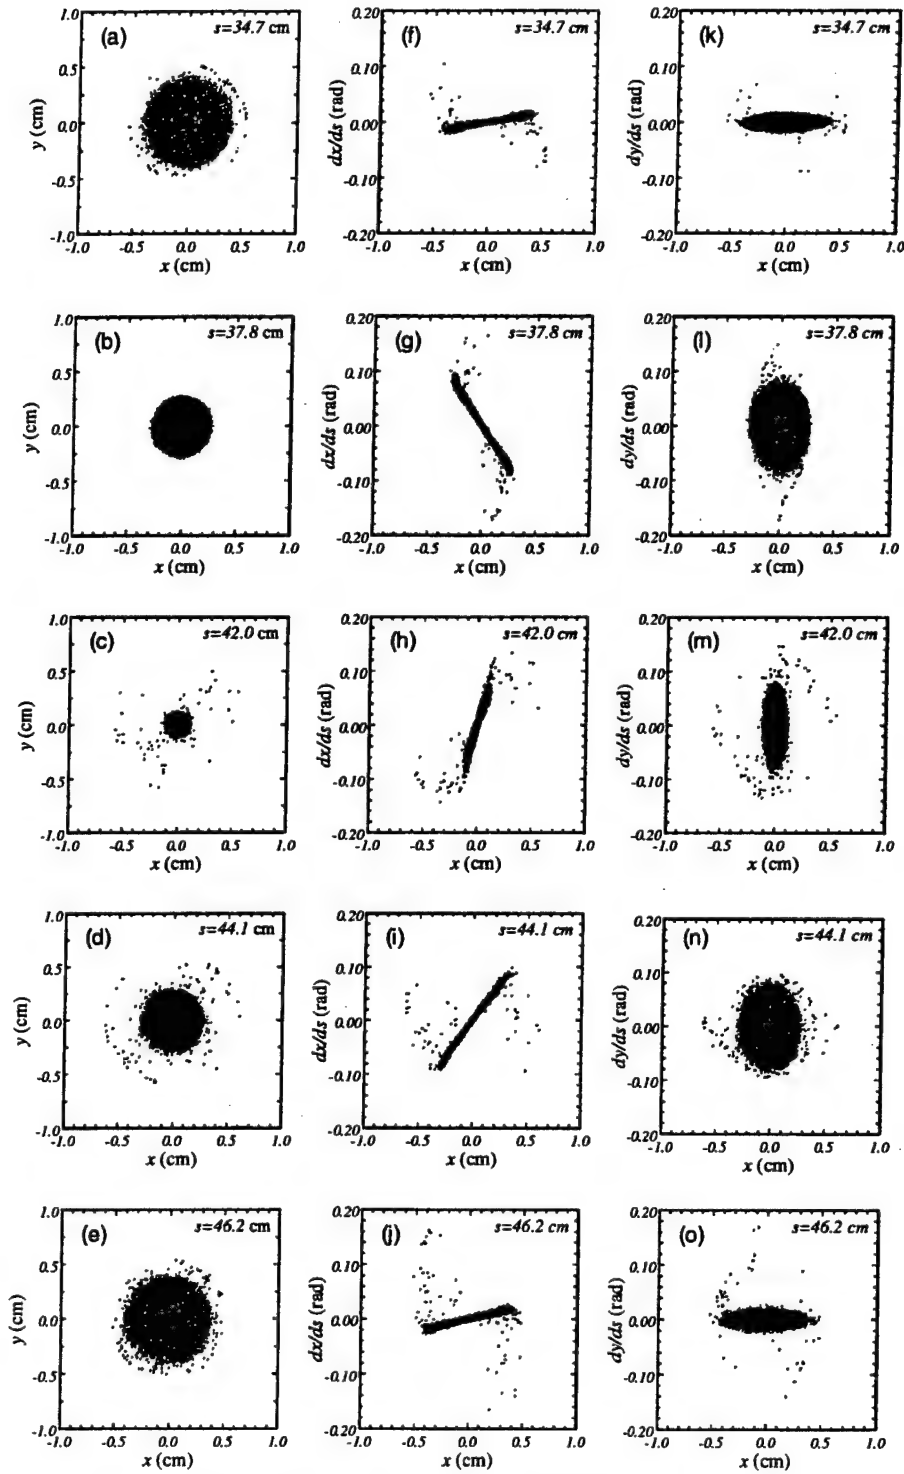 (a) s=34.7 cm
1.0
0.5
0.0
-0.5
-1.0
y (cm)
-1.0 -0.5 0.0 0.5 1.0
x (cm)
(f) s=34.7 cm
0.20
0.10
0.00
-0.10
-0.20
dx/ds (rad)
-1.0 -0.5 0.0 0.5 1.0
x (cm)
(k) s=34.7 cm
0.20
0.10
0.00
-0.10
-0.20
dy/ds (rad)
-1.0 -0.5 0.0 0.5 1.0
x (cm)
(b) s=37.8 cm
1.0
0.5
0.0
-0.5
-1.0
y (cm)
-1.0 -0.5 0.0 0.5 1.0
x (cm)
(g) s=37.8 cm
0.20
0.10
0.00
-0.10
-0.20
dx/ds (rad)
-1.0 -0.5 0.0 0.5 1.0
x (cm)
(l) s=37.8 cm
0.20
0.10
0.00
-0.10
-0.20
dy/ds (rad)
-1.0 -0.5 0.0 0.5 1.0
x (cm)
(c) s=42.0 cm
1.0
0.5
0.0
-0.5
-1.0
y (cm)
-1.0 -0.5 0.0 0.5 1.0
x (cm)
(h) s=42.0 cm
0.20
0.10
0.00
-0.10
-0.20
dx/ds (rad)
-1.0 -0.5 0.0 0.5 1.0
x (cm)
(m) s=42.0 cm
0.20
0.10
0.00
-0.10
-0.20
dy/ds (rad)
-1.0 -0.5 0.0 0.5 1.0
x (cm)
(d) s=44.1 cm
1.0
0.5
0.0
-0.5
-1.0
y (cm)
-1.0 -0.5 0.0 0.5 1.0
x (cm)
(i) s=44.1 cm
0.20
0.10
0.00
-0.10
-0.20
dx/ds (rad)
-1.0 -0.5 0.0 0.5 1.0
x (cm)
(n) s=44.1 cm
0.20
0.10
0.00
-0.10
-0.20
dy/ds (rad)
-1.0 -0.5 0.0 0.5 1.0
x (cm)
(e) s=46.2 cm
1.0
0.5
0.0
-0.5
-1.0
y (cm)
-1.0 -0.5 0.0 0.5 1.0
x (cm)
(j) s=46.2 cm
0.20
0.10
0.00
-0.10
-0.20
dx/ds (rad)
-1.0 -0.5 0.0 0.5 1.0
x (cm)
(o) s=46.2 cm
0.20
0.10
0.00
-0.10
-0.20
dy/ds (rad)
-1.0 -0.5 0.0 0.5 1.0
x (cm)